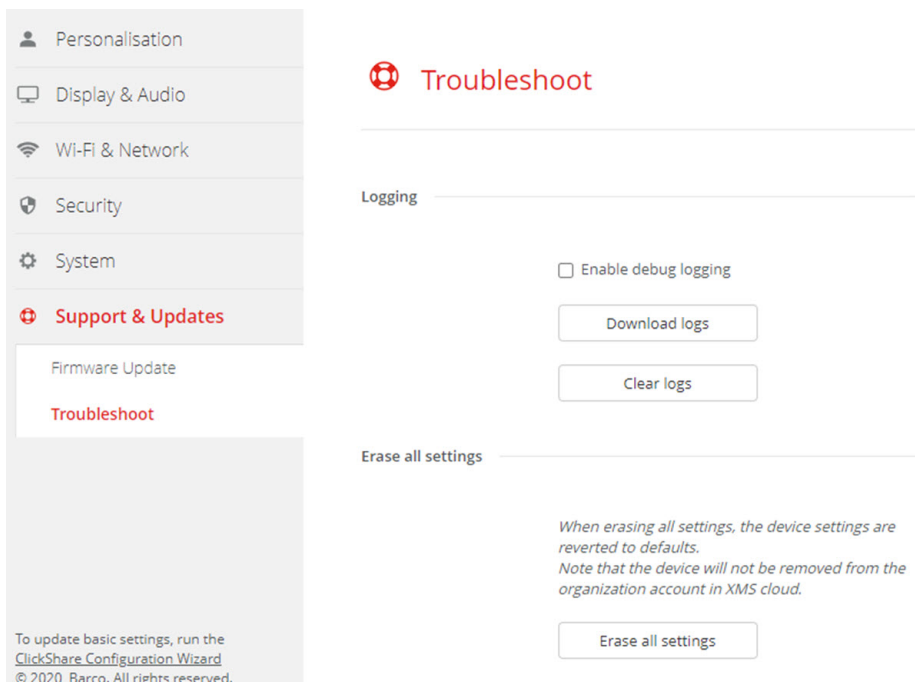 Personalisation
Display & Audio
Wi-Fi & Network
Security
System
Support & Updates
Firmware Update
Troubleshoot
To update basic settings, run the
ClickShare Configuration Wizard
© 2020 Barco. All rights reserved.
Troubleshoot
Logging
Enable debug logging
Download logs
Clear logs
Erase all settings
When erasing all settings, the device settings are
reverted to defaults.
Note that the device will not be removed from the
organization account in XMS cloud.
Erase all settings